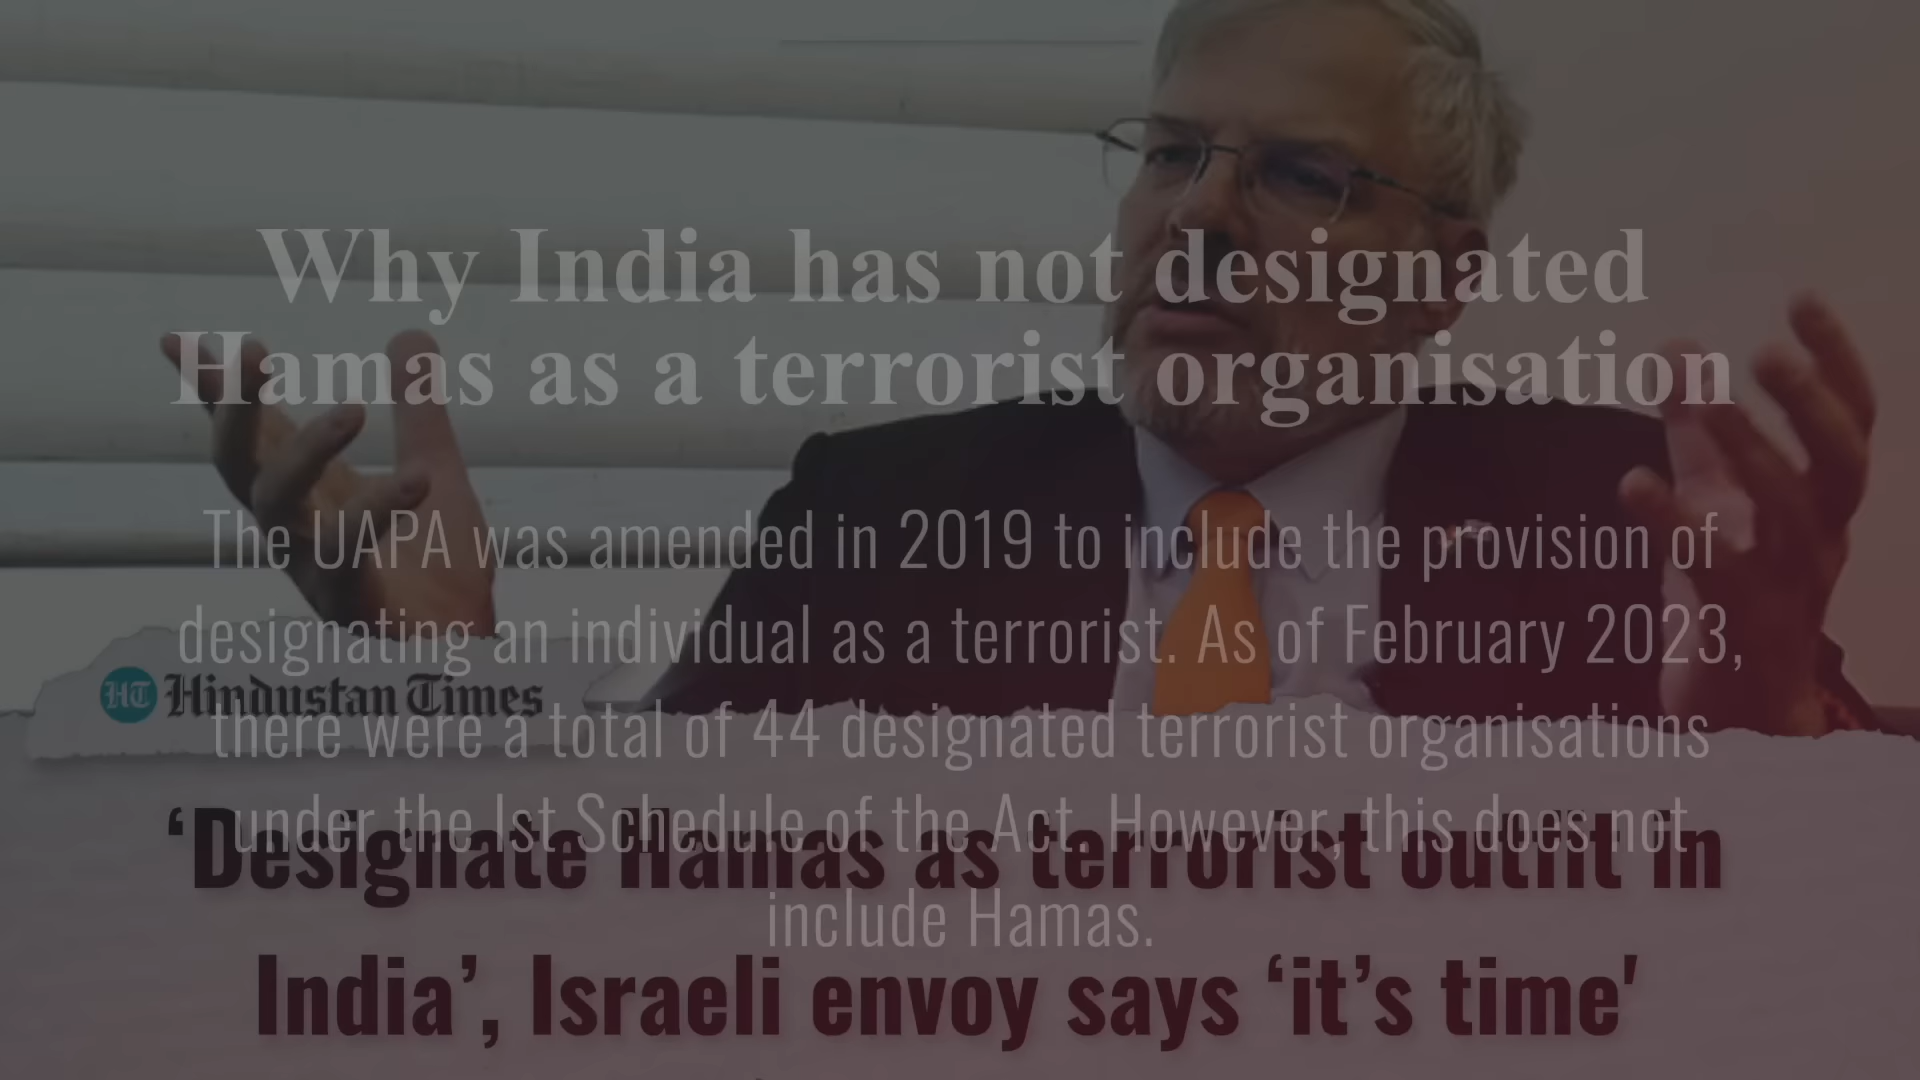 Why India has not designated
Hamas as a terrorist organisation
The UAPA was amended in 2019 to include the provision of
designating an individual as a terrorist. As of February 2023,
HT Hindustan Times
there were a total of 44 designated terrorist organisations
under the Ist Schedule of the Act. However, this does not
include Hamas.
‘Designate Hamas as terrorist outfit in
India’, Israeli envoy says ‘it’s time'